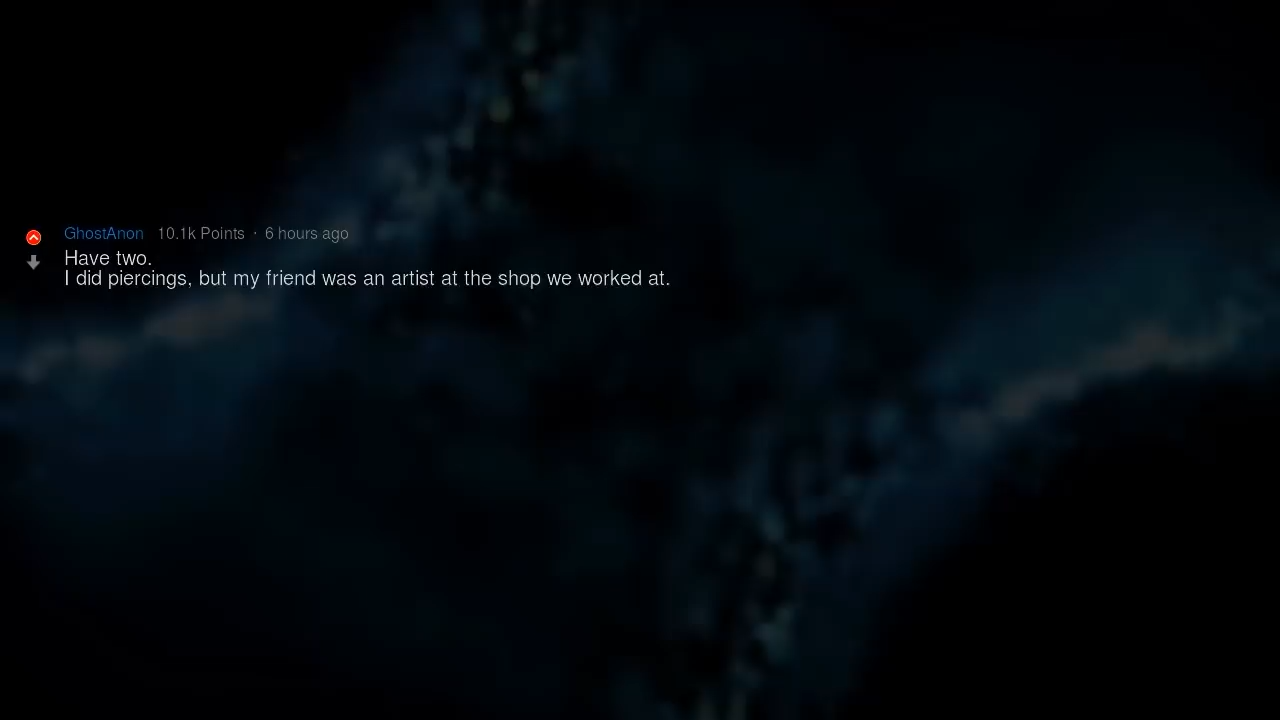 GhostAnon 10.1k Points · 6 hours ago
Have two.
I did piercings, but my friend was an artist at the shop we worked at.